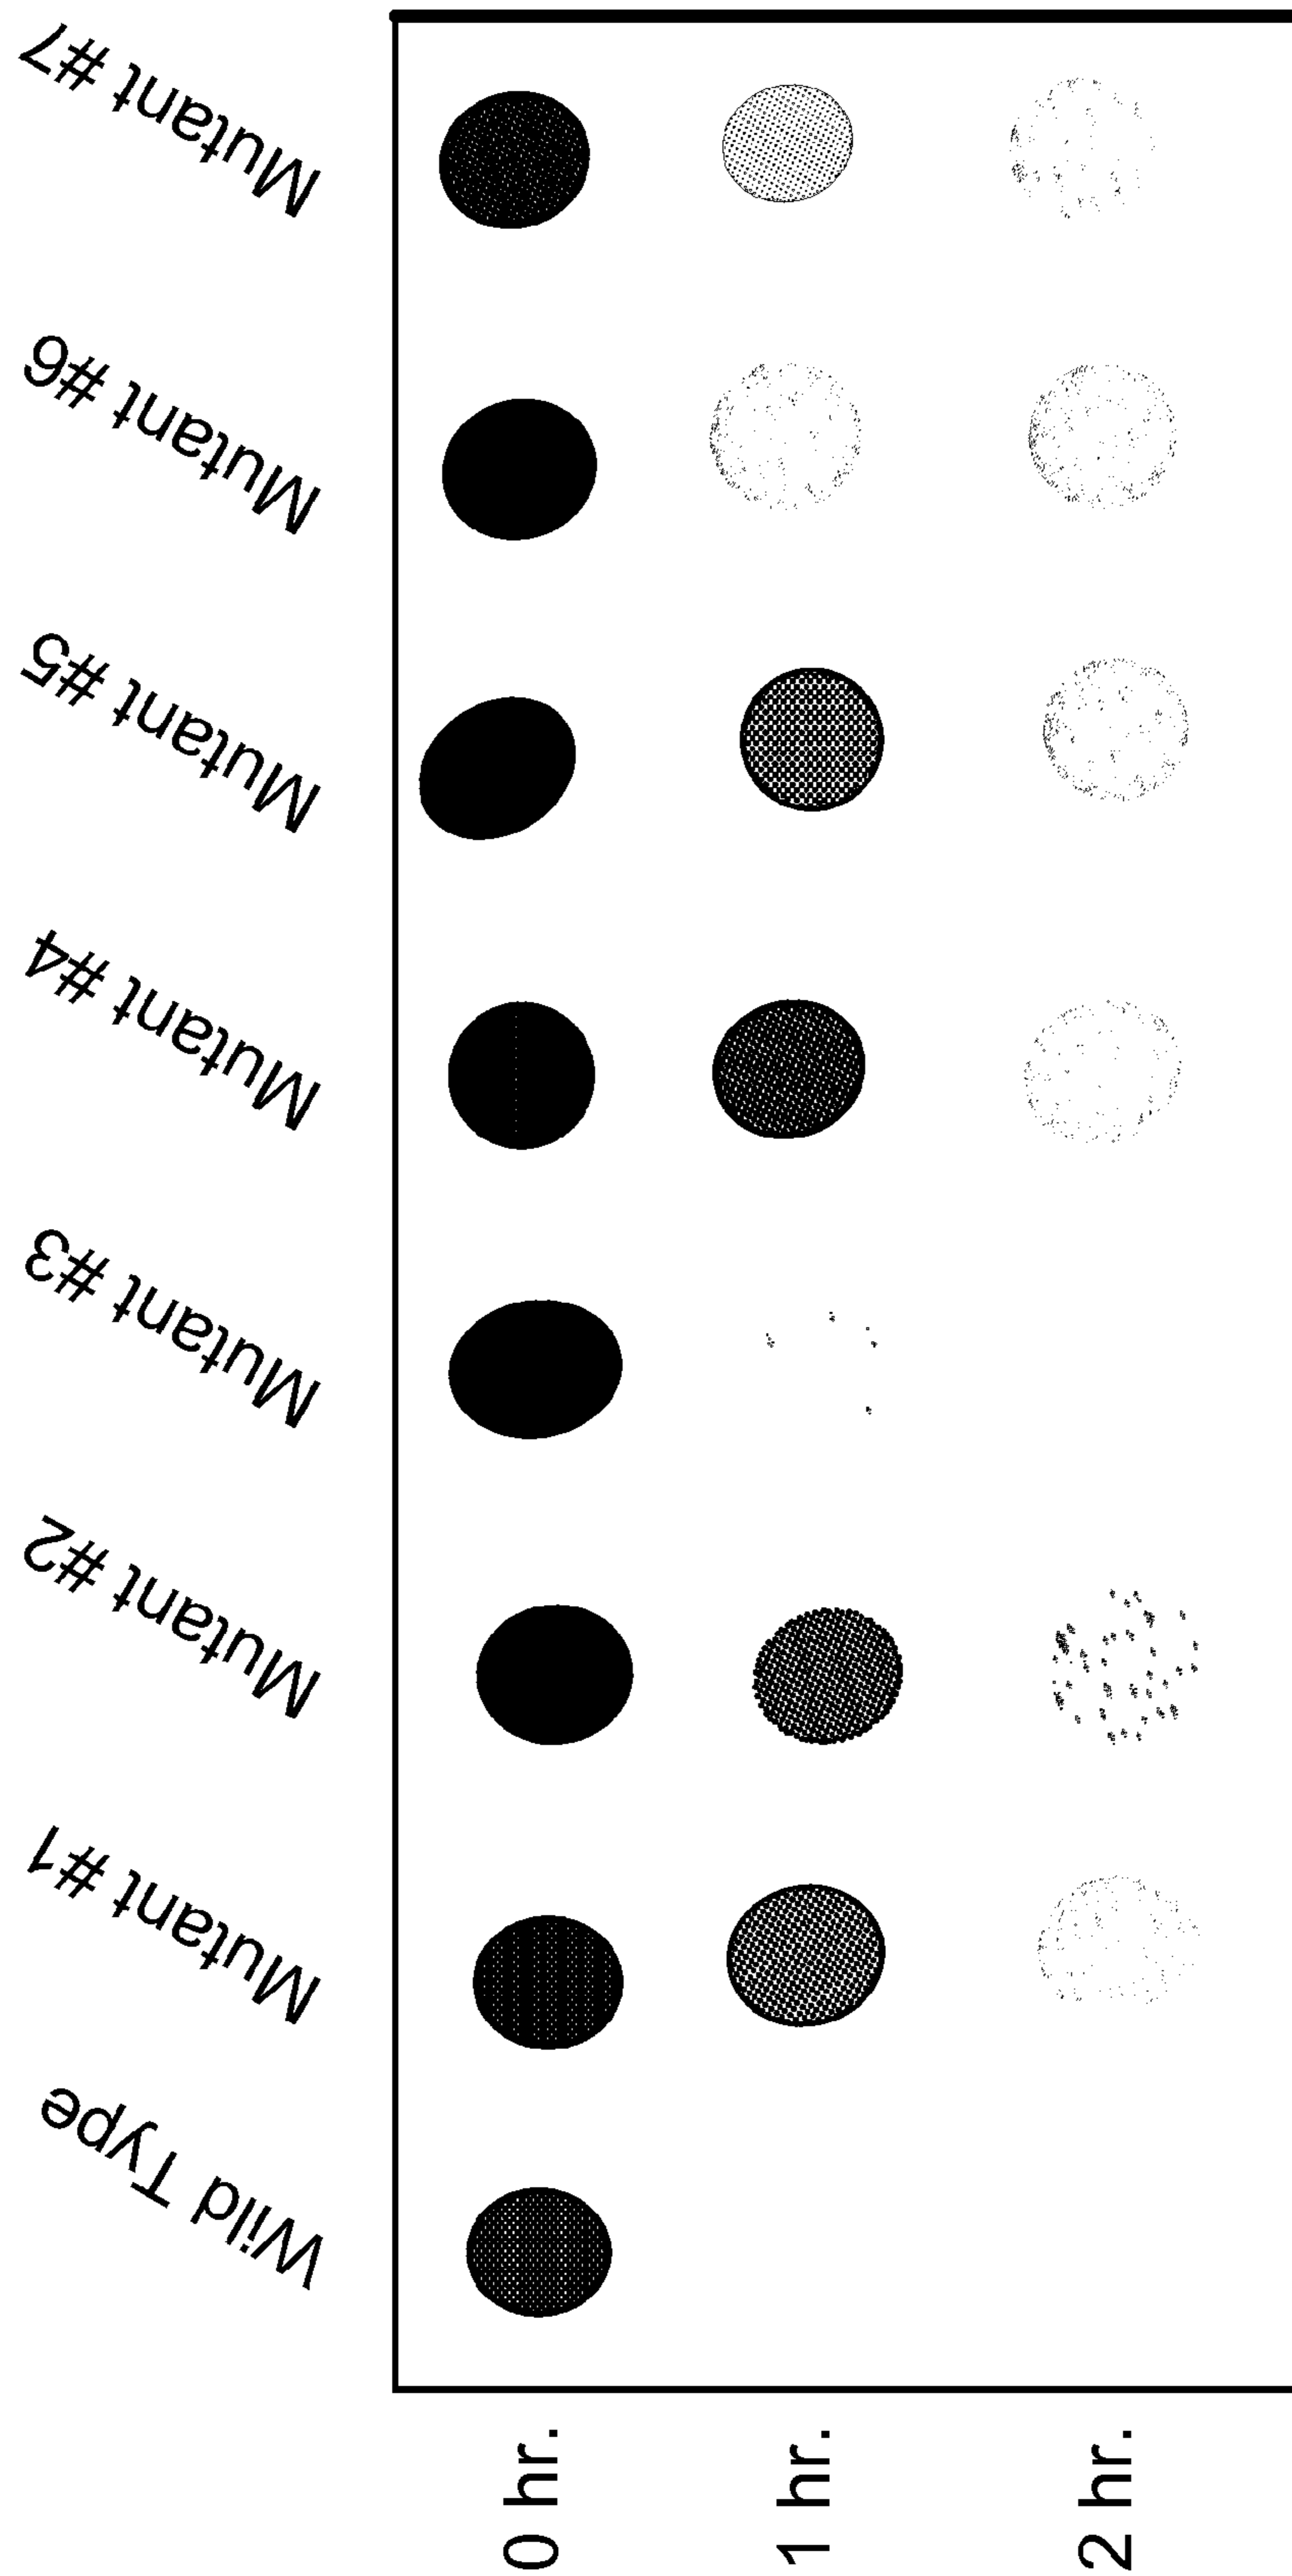 Wild Type
Mutant #1
Mutant #2
Mutant #3
Mutant #4
Mutant #5
Mutant #6
Mutant #7
0 hr.
1 hr.
2 hr.